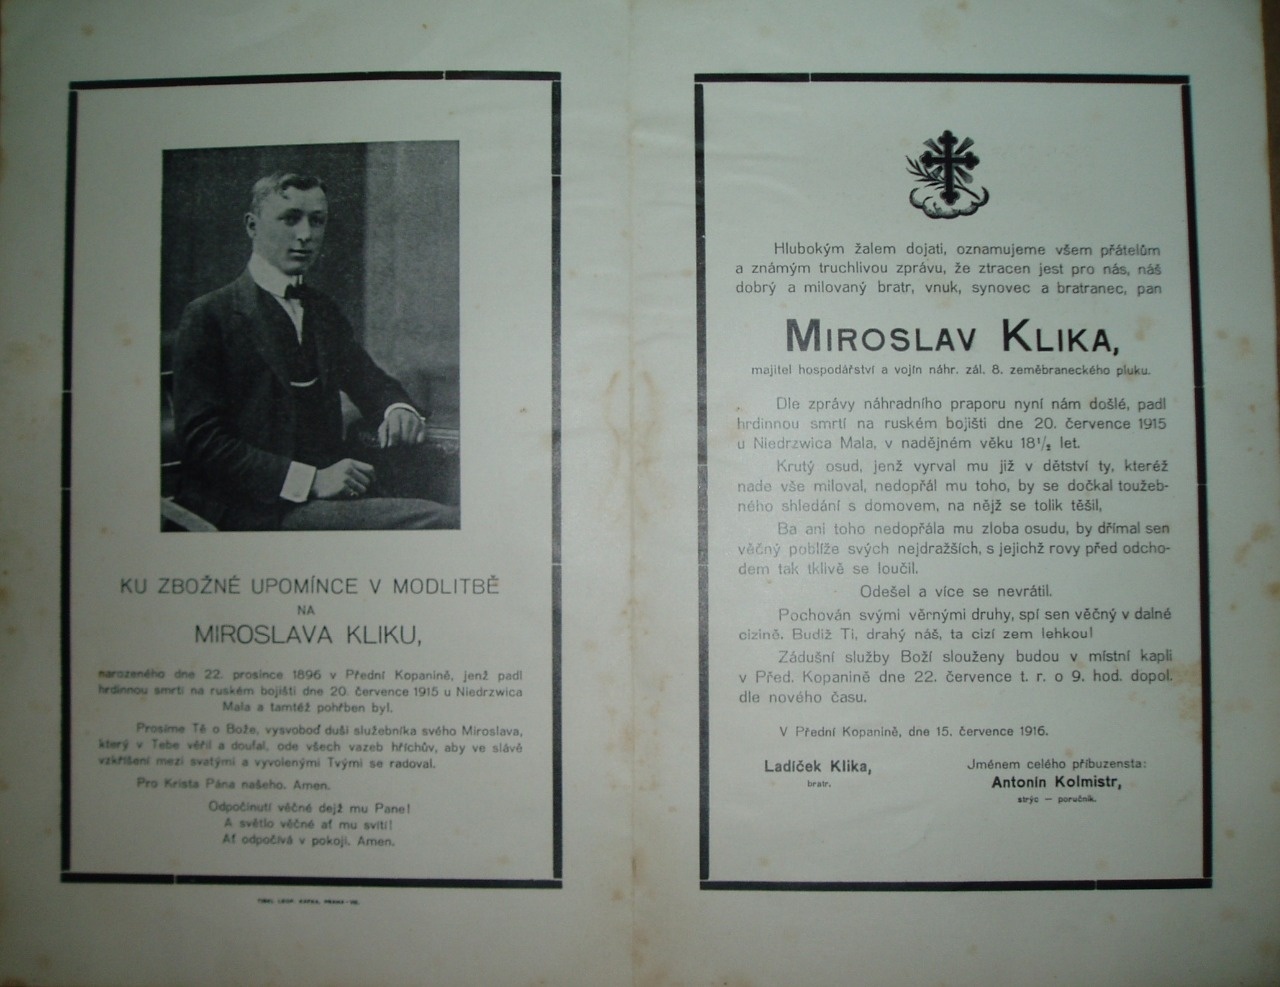 KU ZBOŽNÉ UPOMÍNCE V MODLITBĚ
NA
MIROSLAVA KLIKU,
narozeného dne 22. prosince 1896 v Přední Kopanině, jenž padl
hrdinnou smrtí na ruském bojišti dne 20. července 1915 u Niedrzwica
Mala a tamtéž pohřben byl.
Prosíme Tě o Bože, vysvoboď duši služebníka svého Miroslava,
který v Tebe věřil a doufal, ode všech vazeb hříchův, aby ve slávě
vzkříšení mezi svatými a vyvolenými Tvými se radoval.
Pro Krista Pána našeho. Amen.
Odpočinutí věčné dejž mu Pane!
A světlo věčné ať mu svítí!
Ať odpočívá v pokoji. Amen.
Hlubokým žalem dojati, oznamujeme všem přátelům
a známým truchlivou zprávu, že ztracen jest pro nás, náš
dobrý a milovaný bratr, vnuk, synovec a bratranec, pan
MIROSLAV KLIKA,
majitel hospodářství a vojín náhr. zál. 8. zeměbraneckého pluku.
Dle zprávy náhradního praporu nyní nám došlé, padl
hrdinnou smrtí na ruském bojišti dne 20. července 1915
u Niedrzwica Mala, v nadějném věku 18½ let.
Krutý osud, jenž vyrval mu již v dětství ty, kteréž
nade vše miloval, nedopřál mu toho, by se dočkal toužeb-
ného shledání s domovem, na nějž se tolik těšil,
Ba ani toho nedopřála mu zloba osudu, by dřímal sen
věčný poblíže svých nejdražších, s jejichž rovy před odcho-
dem tak tklivě se loučil.
Odešel a více se nevrátil.
Pochován svými věrnými druhy, spí sen věčný v dalné
cizině. Budiž Ti, drahý náš, ta cizí zem lehkou!
Zádušní služby Boží slouženy budou v místní kapli
v Před. Kopanině dne 22. července t. r. o 9. hod. dopol.
dle nového času.
V Přední Kopanině, dne 15. července 1916.
Ladíček Klika,
bratr.
Jménem celého příbuzenstva:
Antonín Kolmistr,
strýc — poručník.